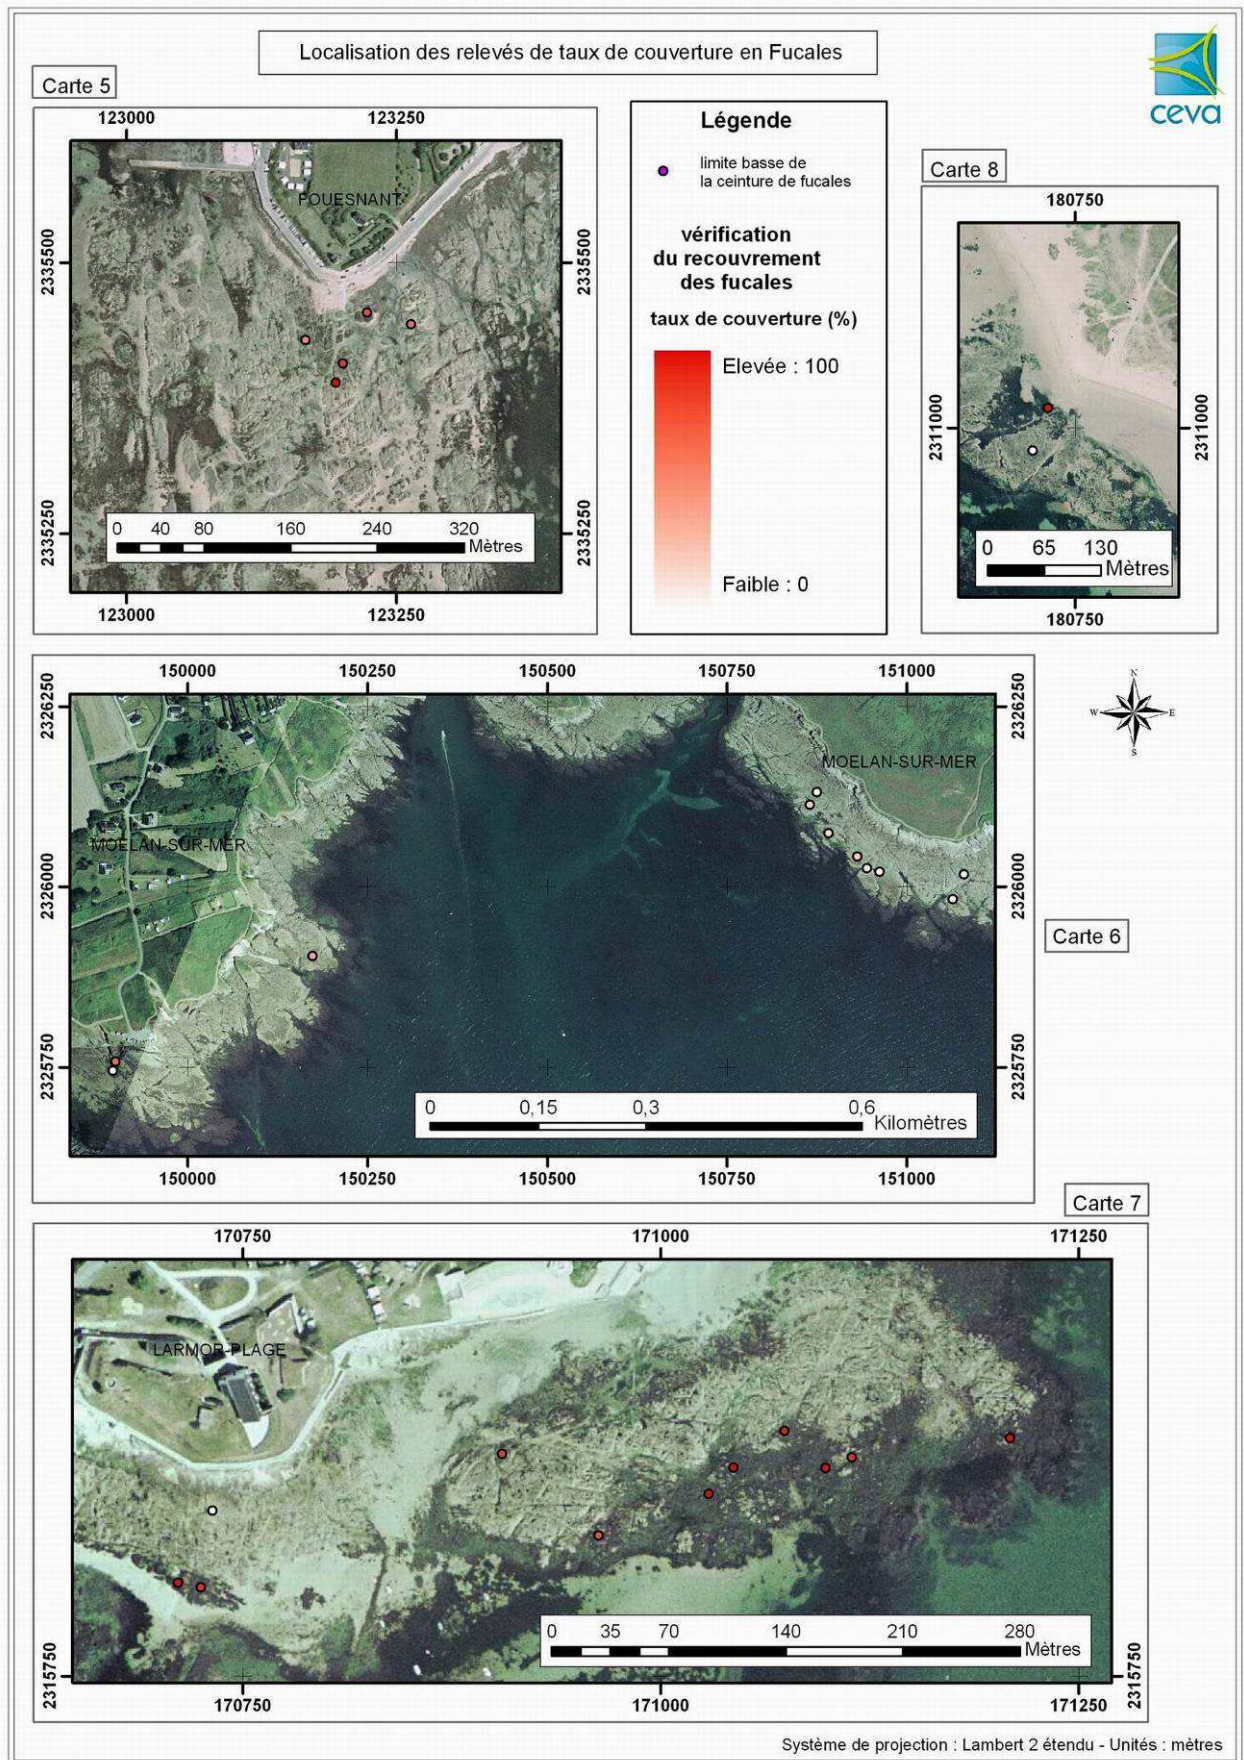 Localisation des relevés de taux de couverture en Fucales
ceva
Carte 5
123000
123250
2335500
2335500
FOUESNANT
2335250
2335250
0 40 80 160 240 320
Mètres
123000
123250
Légende
limite basse de
la ceinture de fucales
vérification
du recouvrement
des fucales
taux de couverture (%)
Elevée : 100
Faible : 0
Carte 8
180750
2311000
2311000
0 65 130
Mètres
180750
N
W
E
S
150000 150250 150500 150750 151000
2326250
2326250
MOELAN-SUR-MER
MOELAN-SUR-MER
2326000
2326000
Carte 6
2325750
2325750
0 0,15 0,3 0,6
Kilomètres
150000 150250 150500 150750 151000
Carte 7
170750 171000 171250
LARMOR-PLAGE
0 35 70 140 210 280
Mètres
2315750
2315750
170750 171000 171250
Système de projection : Lambert 2 étendu - Unités : mètres